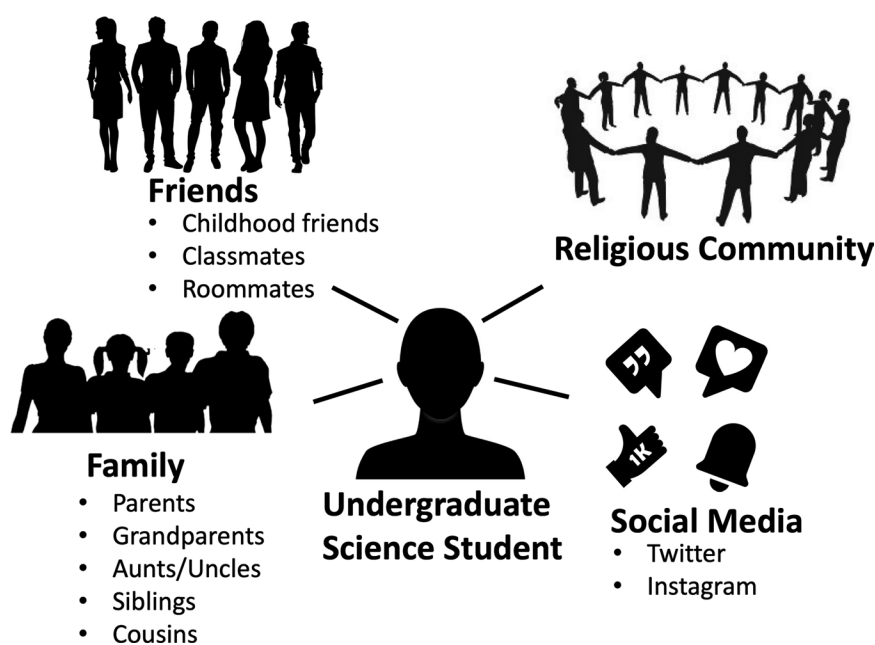 Friends
• Childhood friends
• Classmates
• Roommates
Religious Community
Family
• Parents
• Grandparents
• Aunts/Uncles
• Siblings
• Cousins
Undergraduate
Science Student
1K
Social Media
• Twitter
• Instagram